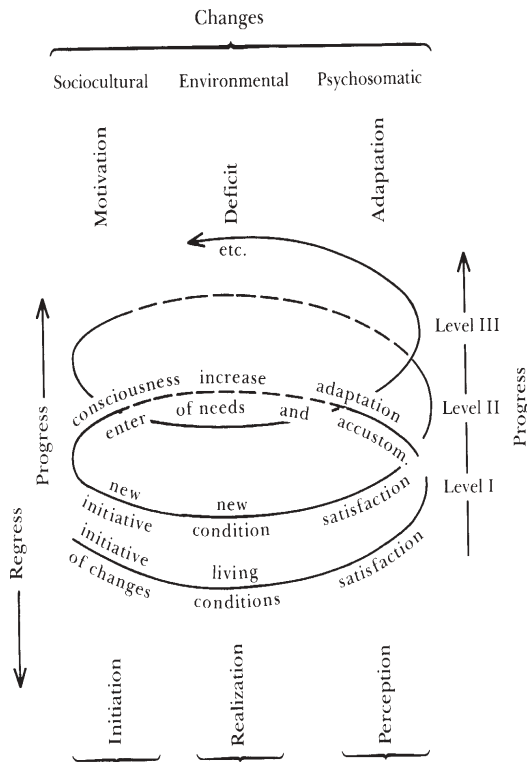 Changes
Sociocultural Environmental Psychosomatic
Motivation
Deficit
Adaptation
etc.
Level III
Level II
Level I
Progress
Progress
Regress
consciousness increase adaptation
enter of needs and accustom.
new initiative
new condition
satisfaction
initiative of changes
living conditions
satisfaction
Initiation
Realization
Perception